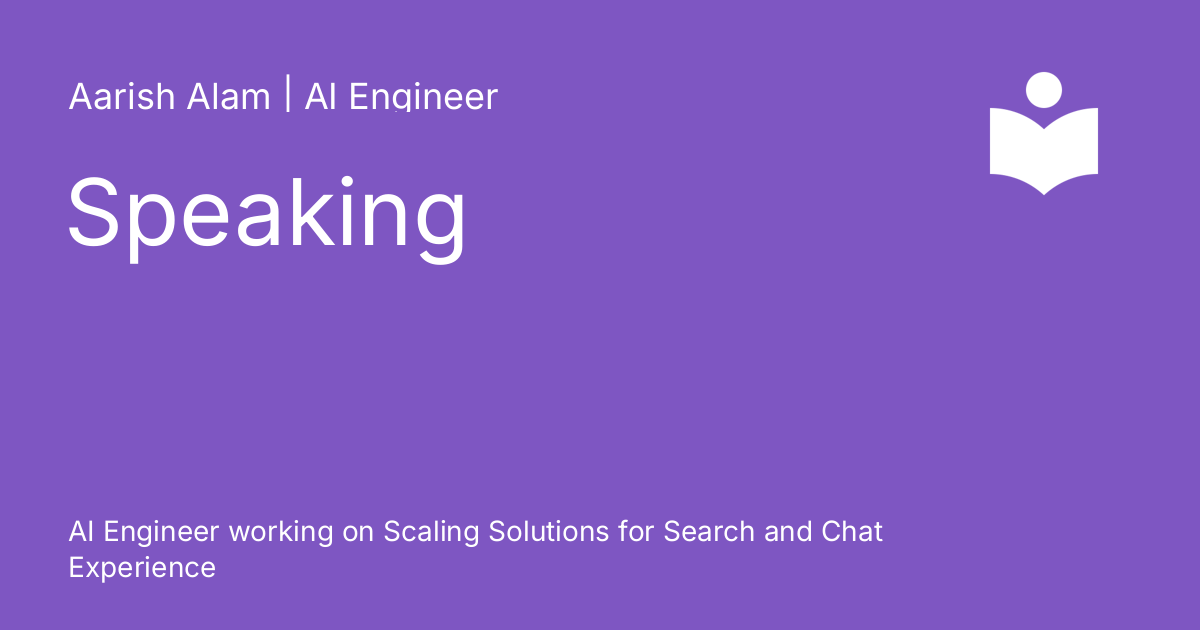 Aarish Alam | AI Engineer
Speaking
AI Engineer working on Scaling Solutions for Search and Chat
Experience